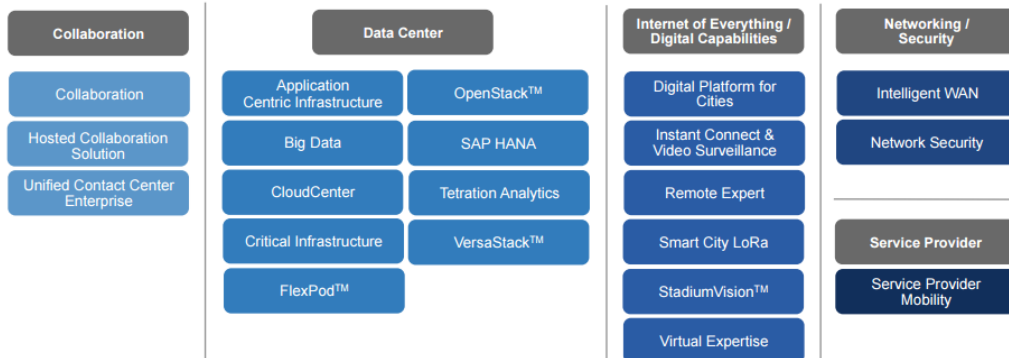 Collaboration
Collaboration
Hosted Collaboration
Solution
Unified Contact Center
Enterprise
Data Center
Application
Centric Infrastructure
Big Data
CloudCenter
Critical Infrastructure
FlexPod™
OpenStack™
SAP HANA
Tetration Analytics
VersaStack™
Internet of Everything /
Digital Capabilities
Digital Platform for
Cities
Instant Connect &
Video Surveillance
Remote Expert
Smart City LoRa
StadiumVision™
Virtual Expertise
Networking /
Security
Intelligent WAN
Network Security
Service Provider
Service Provider
Mobility